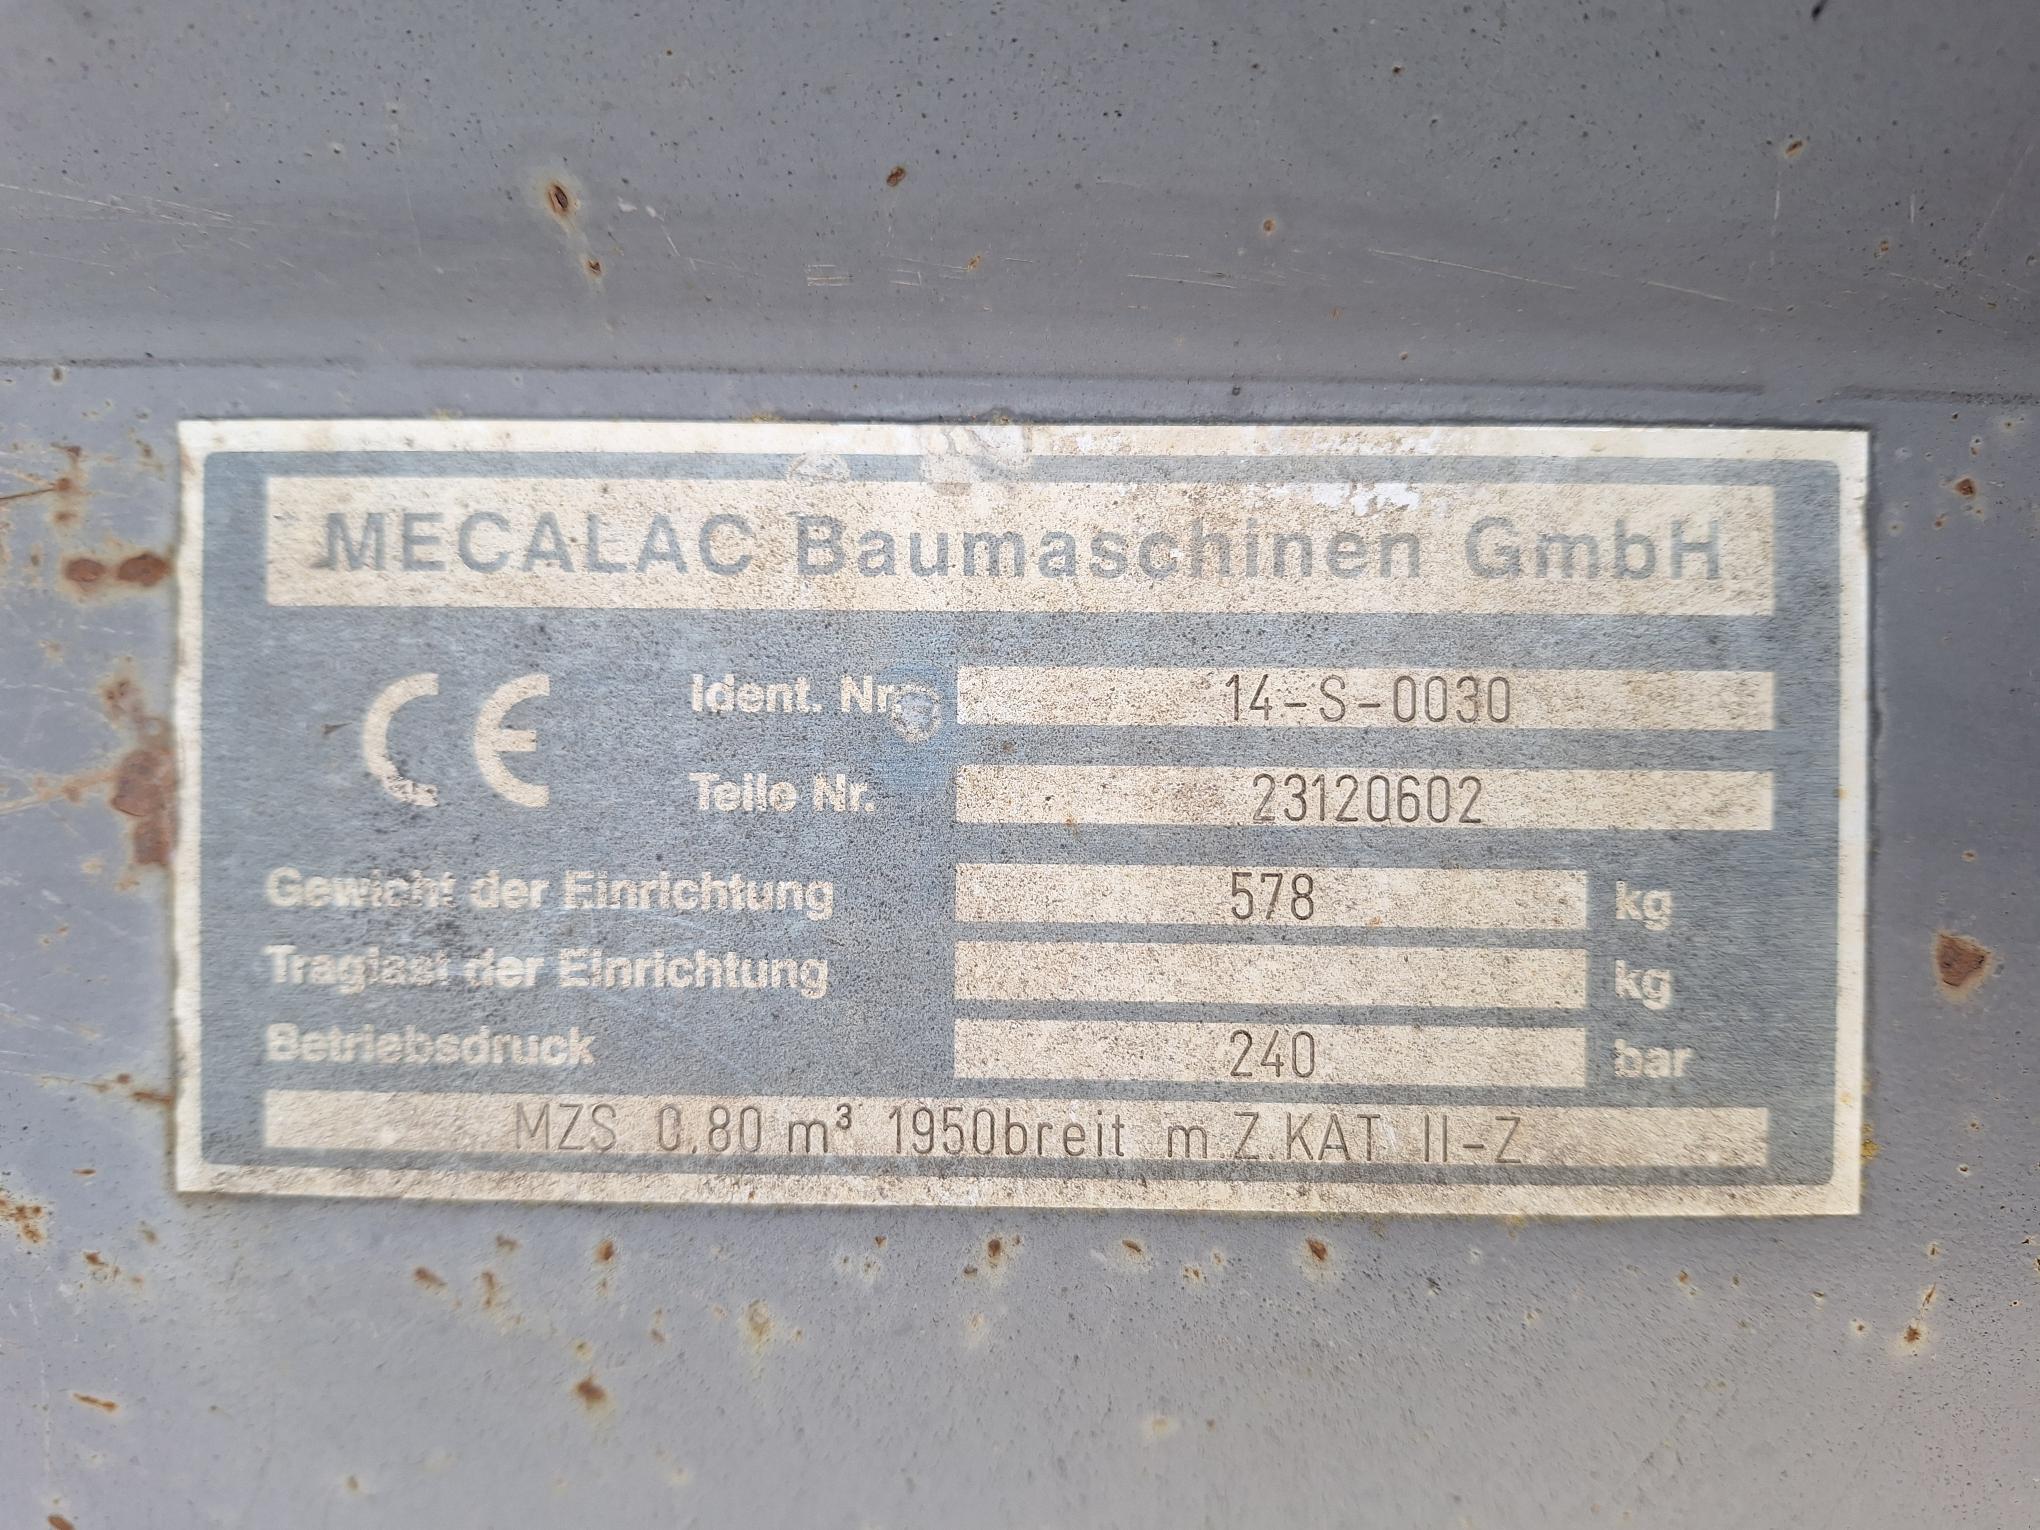 MECALAC Baumaschinen GmbH
CE
Ident. Nr. 14-S-0030
Teile Nr. 23120602
Gewicht der Einrichtung 578 kg
Traglast der Einrichtung kg
Betriebsdruck 240 bar
MZS 0,80 m³ 1950breit m.Z.KAT II-Z